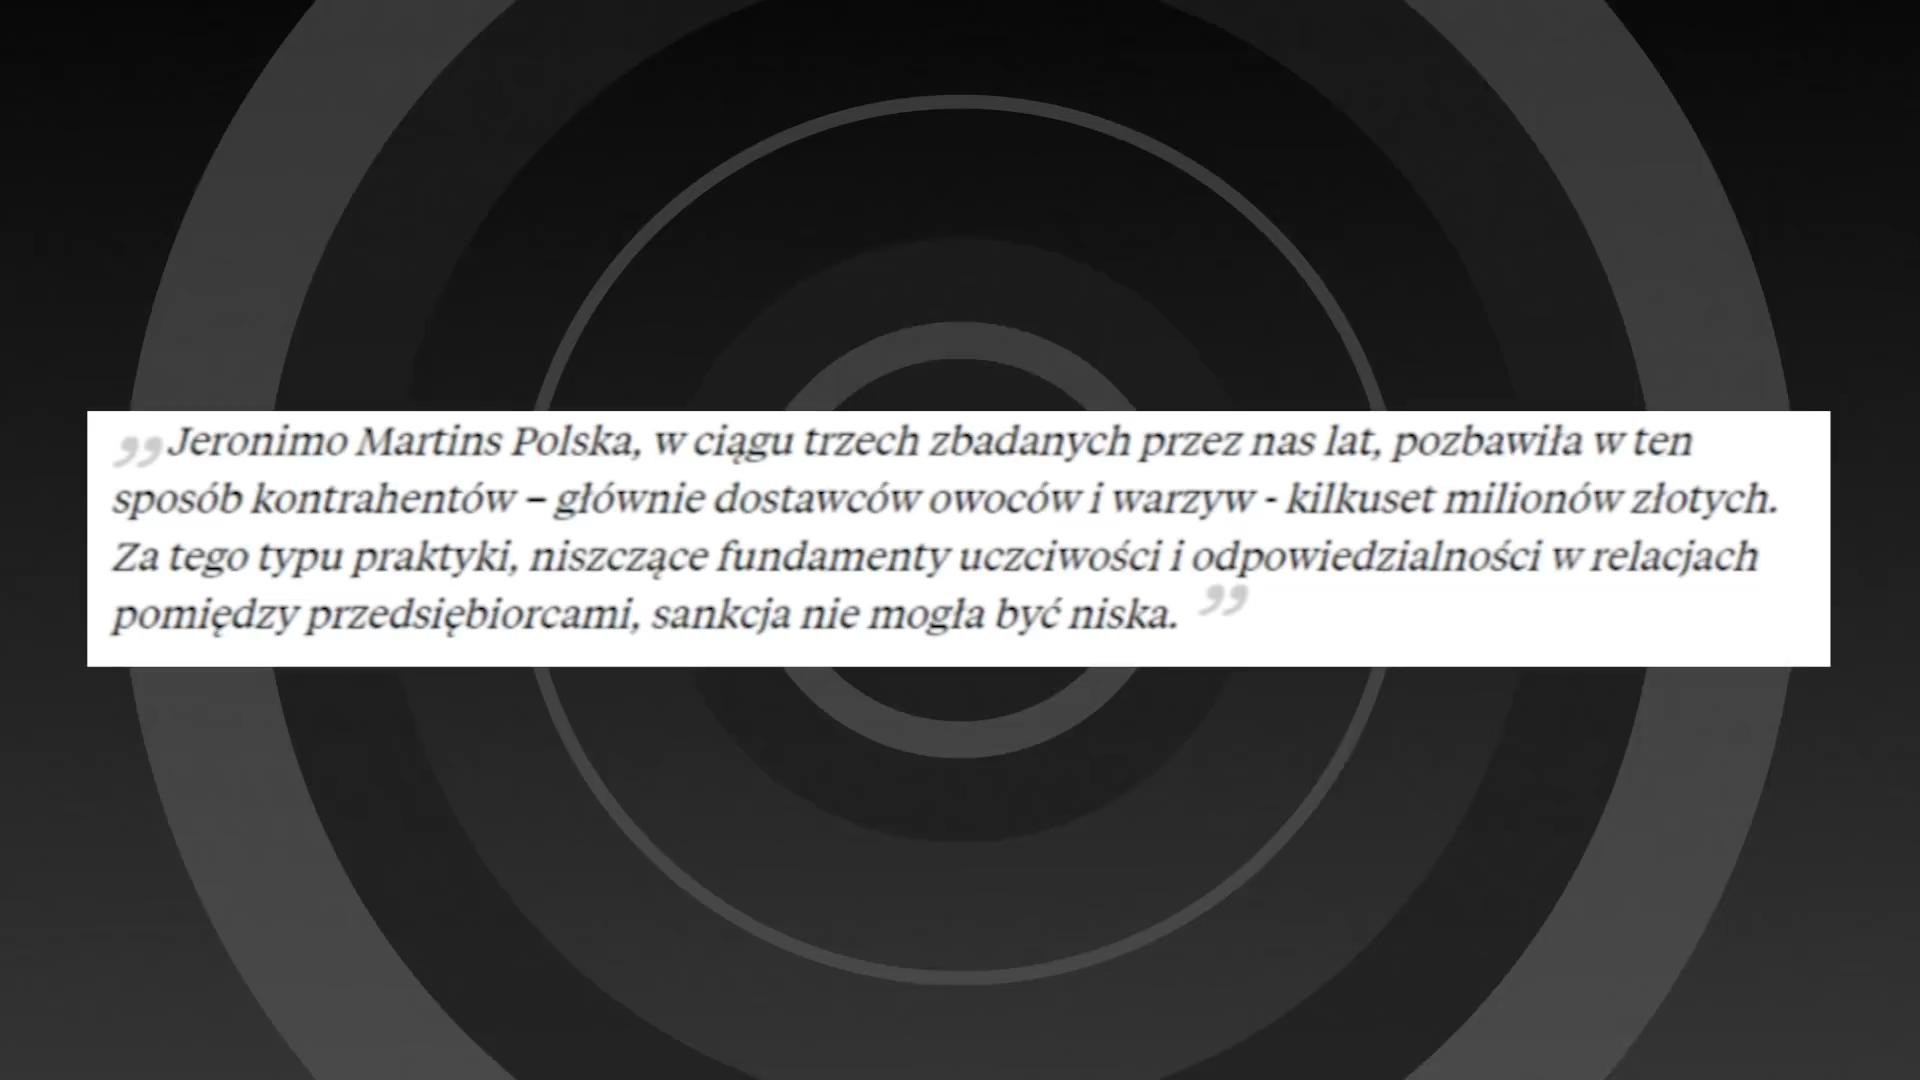 ”Jeronimo Martins Polska, w ciągu trzech zbadanych przez nas lat, pozbawiła w ten
sposób kontrahentów – głównie dostawców owoców i warzyw - kilkuset milionów złotych.
Za tego typu praktyki, niszczące fundamenty uczciwości i odpowiedzialności w relacjach
pomiędzy przedsiębiorcami, sankcja nie mogła być niska. ”